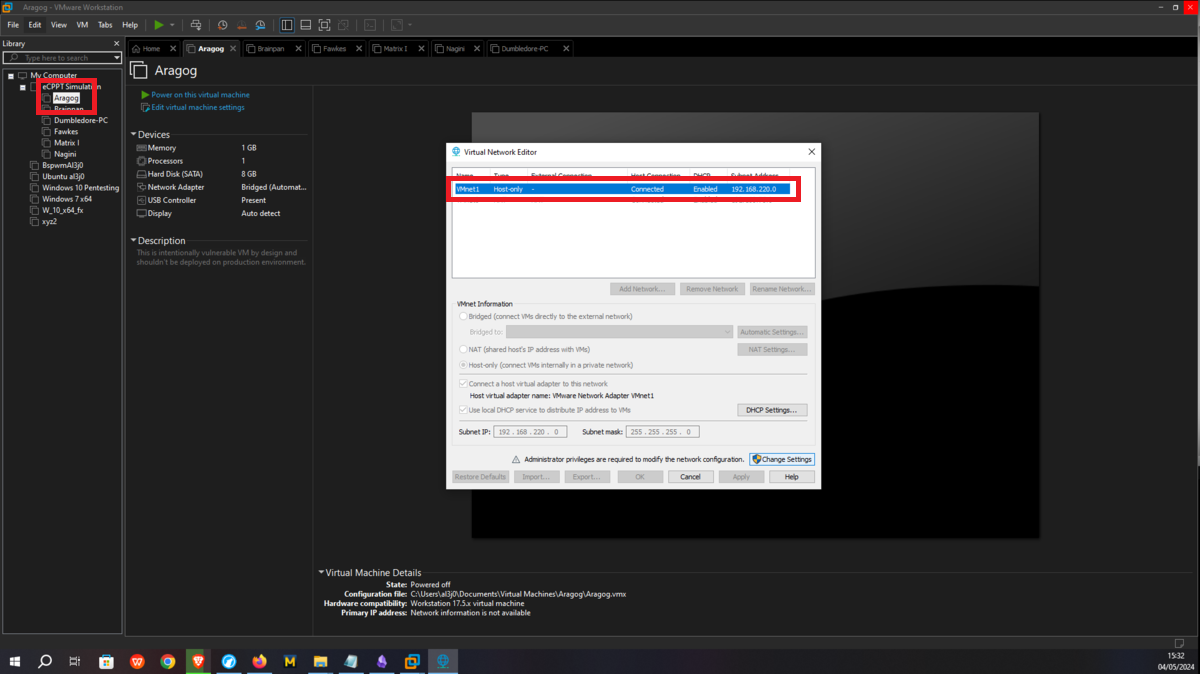 Aragog - VMware Workstation
File Edit View VM Tabs Help
Library
Type here to search
My Computer
eCPPT Simulation
Aragog
Brainpan
Dumbledore-PC
Fawkes
Matrix I
Nagini
BspwmAl3j0
Ubuntu al3j0
Windows 10 Pentesting
Windows 7 x64
W_10_x64_fx
xyz2
Home Aragog Brainpan Fawkes Matrix I Nagini Dumbledore-PC
Aragog
Power on this virtual machine
Edit virtual machine settings
Devices
Memory 1 GB
Processors 1
Hard Disk (SATA) 8 GB
Network Adapter Bridged (Automat...
USB Controller Present
Display Auto detect
Description
This is intentionally vulnerable VM by design and
shouldn't be deployed on production environment.
Virtual Network Editor
Name Type External Connection Host Connection DHCP Subnet Address
VMnet1 Host-only - Connected Enabled 192.168.220.0
Add Network... Remove Network Rename Network...
VMnet Information
Bridged (connect VMs directly to the external network)
Bridged to: Automatic Settings...
NAT (shared host's IP address with VMs) NAT Settings...
Host-only (connect VMs internally in a private network)
Connect a host virtual adapter to this network
Host virtual adapter name: VMware Network Adapter VMnet1
Use local DHCP service to distribute IP address to VMs DHCP Settings...
Subnet IP: 192 . 168 . 220 . 0 Subnet mask: 255 . 255 . 255 . 0
Administrator privileges are required to modify the network configuration. Change Settings
Restore Defaults Import... Export... OK Cancel Apply Help
Virtual Machine Details
State: Powered off
Configuration file: C:\Users\al3j0\Documents\Virtual Machines\Aragog\Aragog.vmx
Hardware compatibility: Workstation 17.5.x virtual machine
Primary IP address: Network information is not available
15:32
04/05/2024